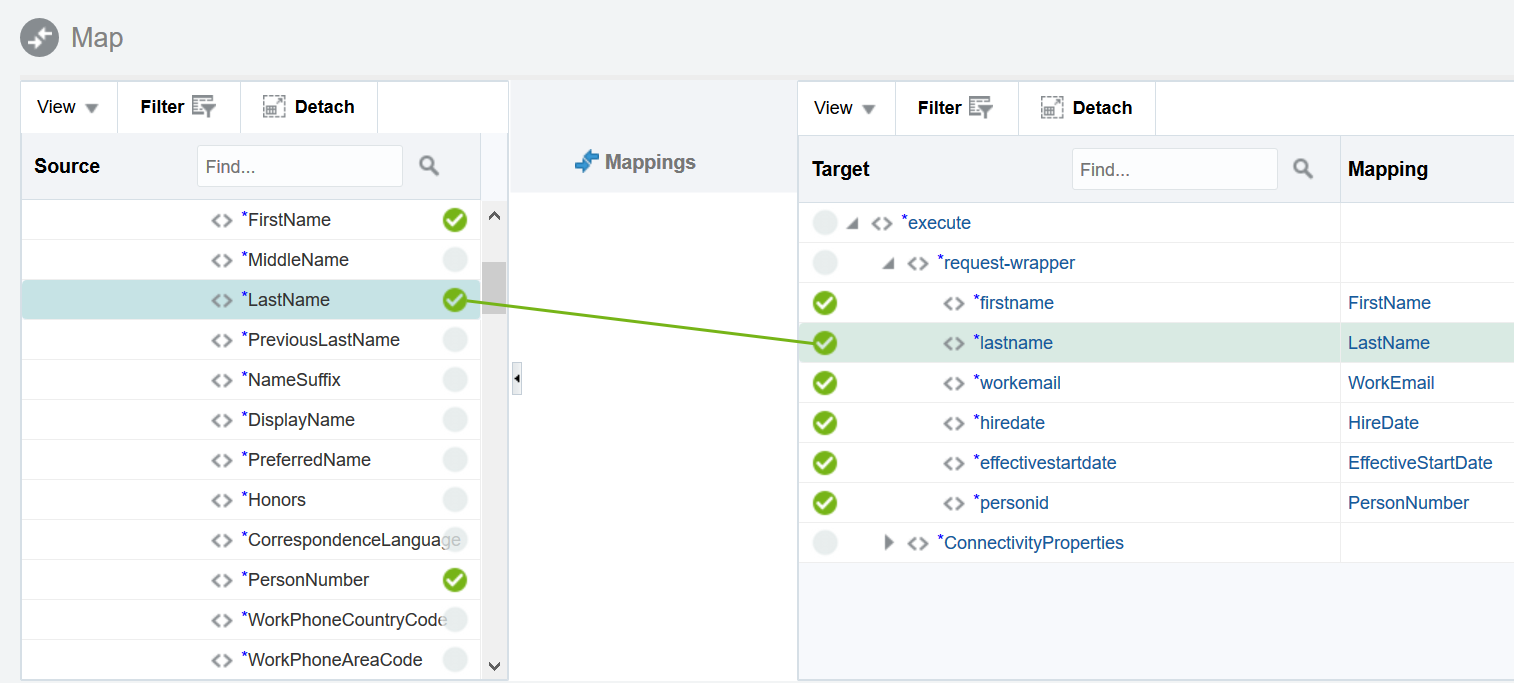 Map
View
Filter
Detach
Source
Find...
*FirstName
*MiddleName
*LastName
*PreviousLastName
*NameSuffix
*DisplayName
*PreferredName
*Honors
*CorrespondenceLanguage
*PersonNumber
*WorkPhoneCountryCode
*WorkPhoneAreaCode
Mappings
View
Filter
Detach
Target
Find...
Mapping
*execute
*request-wrapper
*firstname FirstName
*lastname LastName
*workemail WorkEmail
*hiredate HireDate
*effectivestartdate EffectiveStartDate
*personid PersonNumber
*ConnectivityProperties